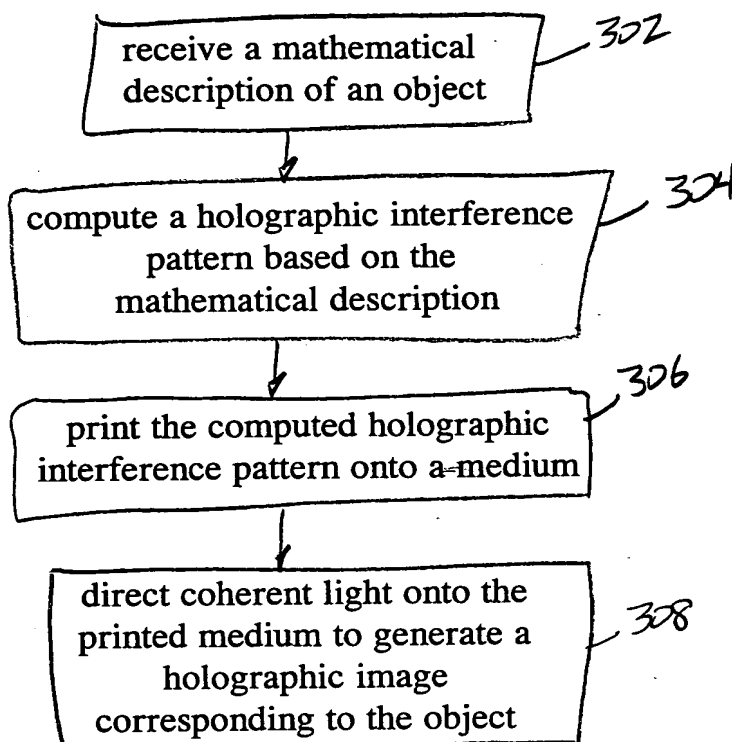 receive a mathematical
description of an object
302
compute a holographic interference
pattern based on the
mathematical description
304
print the computed holographic
interference pattern onto a medium
306
direct coherent light onto the
printed medium to generate a
holographic image
corresponding to the object
308